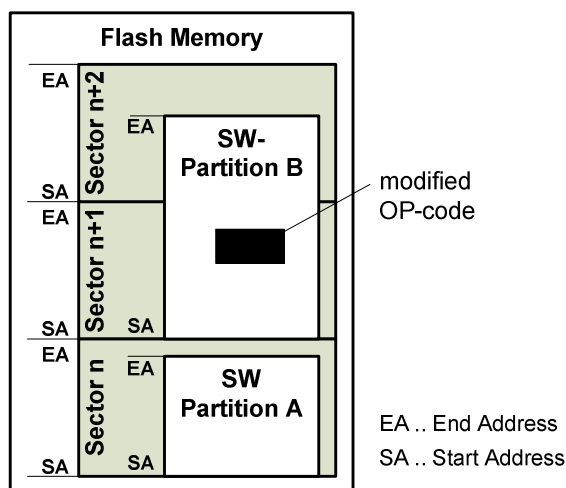 Flash Memory
EA
Sector n+2
EA
SW-
Partition B
SA
modified
OP-code
EA
Sector n+1
SA
SA
EA
Sector n
EA
SW
Partition A
SA
SA
EA .. End Address
SA .. Start Address